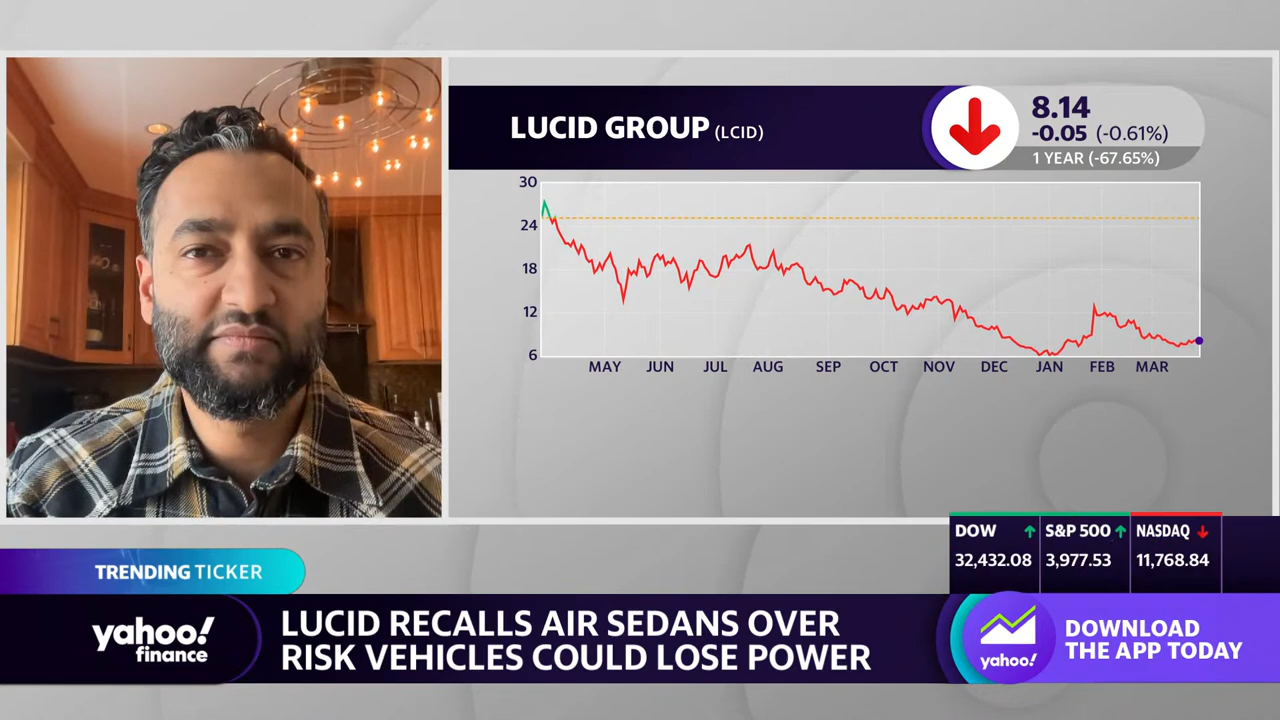 LUCID GROUP (LCID)
8.14
-0.05 (-0.61%)
1 YEAR (-67.65%)
30
24
18
12
6
MAY JUN JUL AUG SEP OCT NOV DEC JAN FEB MAR
DOW S&P 500 NASDAQ
32,432.08 3,977.53 11,768.84
TRENDING TICKER
yahoo!
finance
LUCID RECALLS AIR SEDANS OVER
RISK VEHICLES COULD LOSE POWER
yahoo!
DOWNLOAD
THE APP TODAY